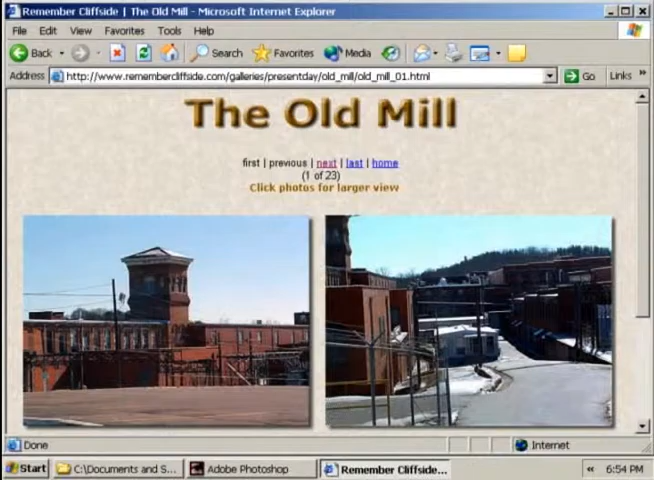 Remember Cliffside | The Old Mill - Microsoft Internet Explorer
File Edit View Favorites Tools Help
Back Search Favorites Media
Address http://www.remembercliffside.com/galleries/presentday/old_mill/old_mill_01.html Go Links »
The Old Mill
first | previous | next | last | home
(1 of 23)
Click photos for larger view
Done Internet
Start C:\Documents and S... Adobe Photoshop Remember Cliffside... « 6:54 PM